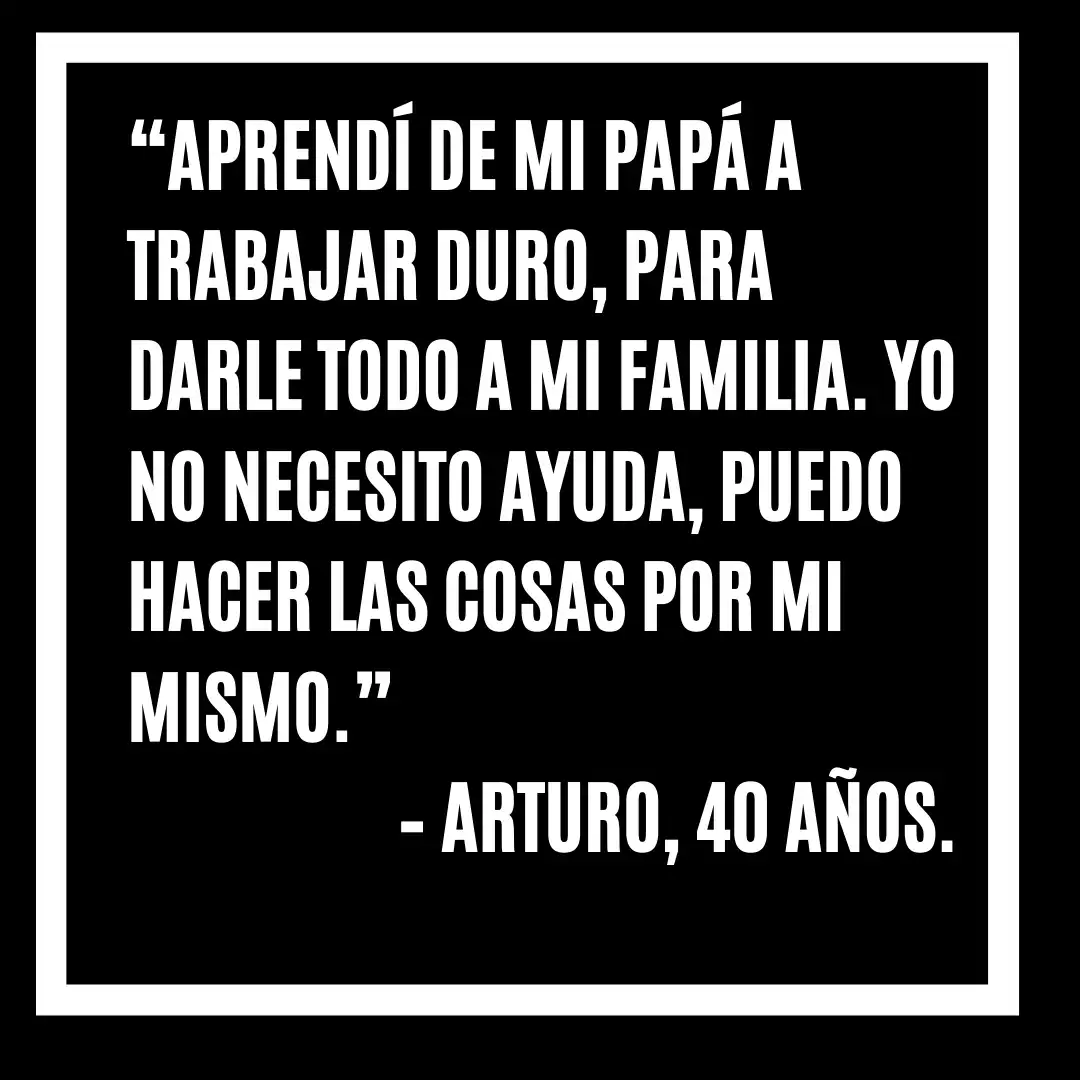 “APRENDÍ DE MI PAPÁ A
TRABAJAR DURO, PARA
DARLE TODO A MI FAMILIA. YO
NO NECESITO AYUDA, PUEDO
HACER LAS COSAS POR MI
MISMO.”
- ARTURO, 40 AÑOS.